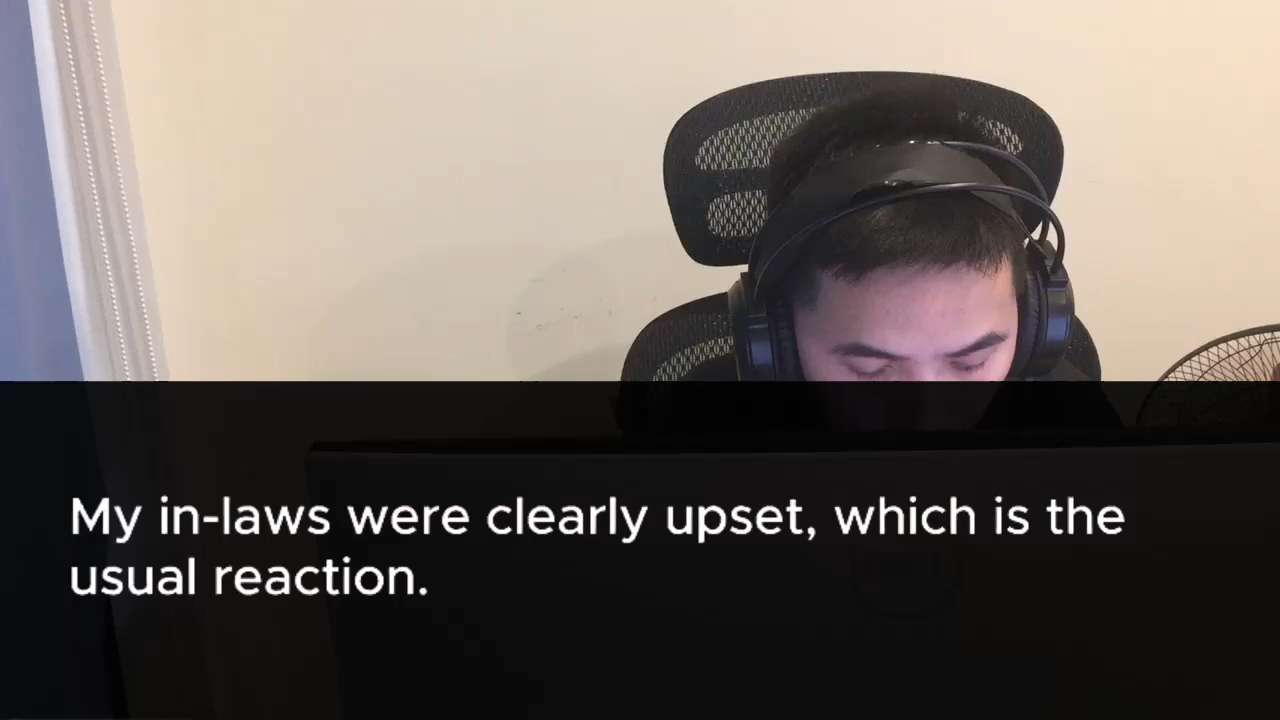 My in-laws were clearly upset, which is the
usual reaction.